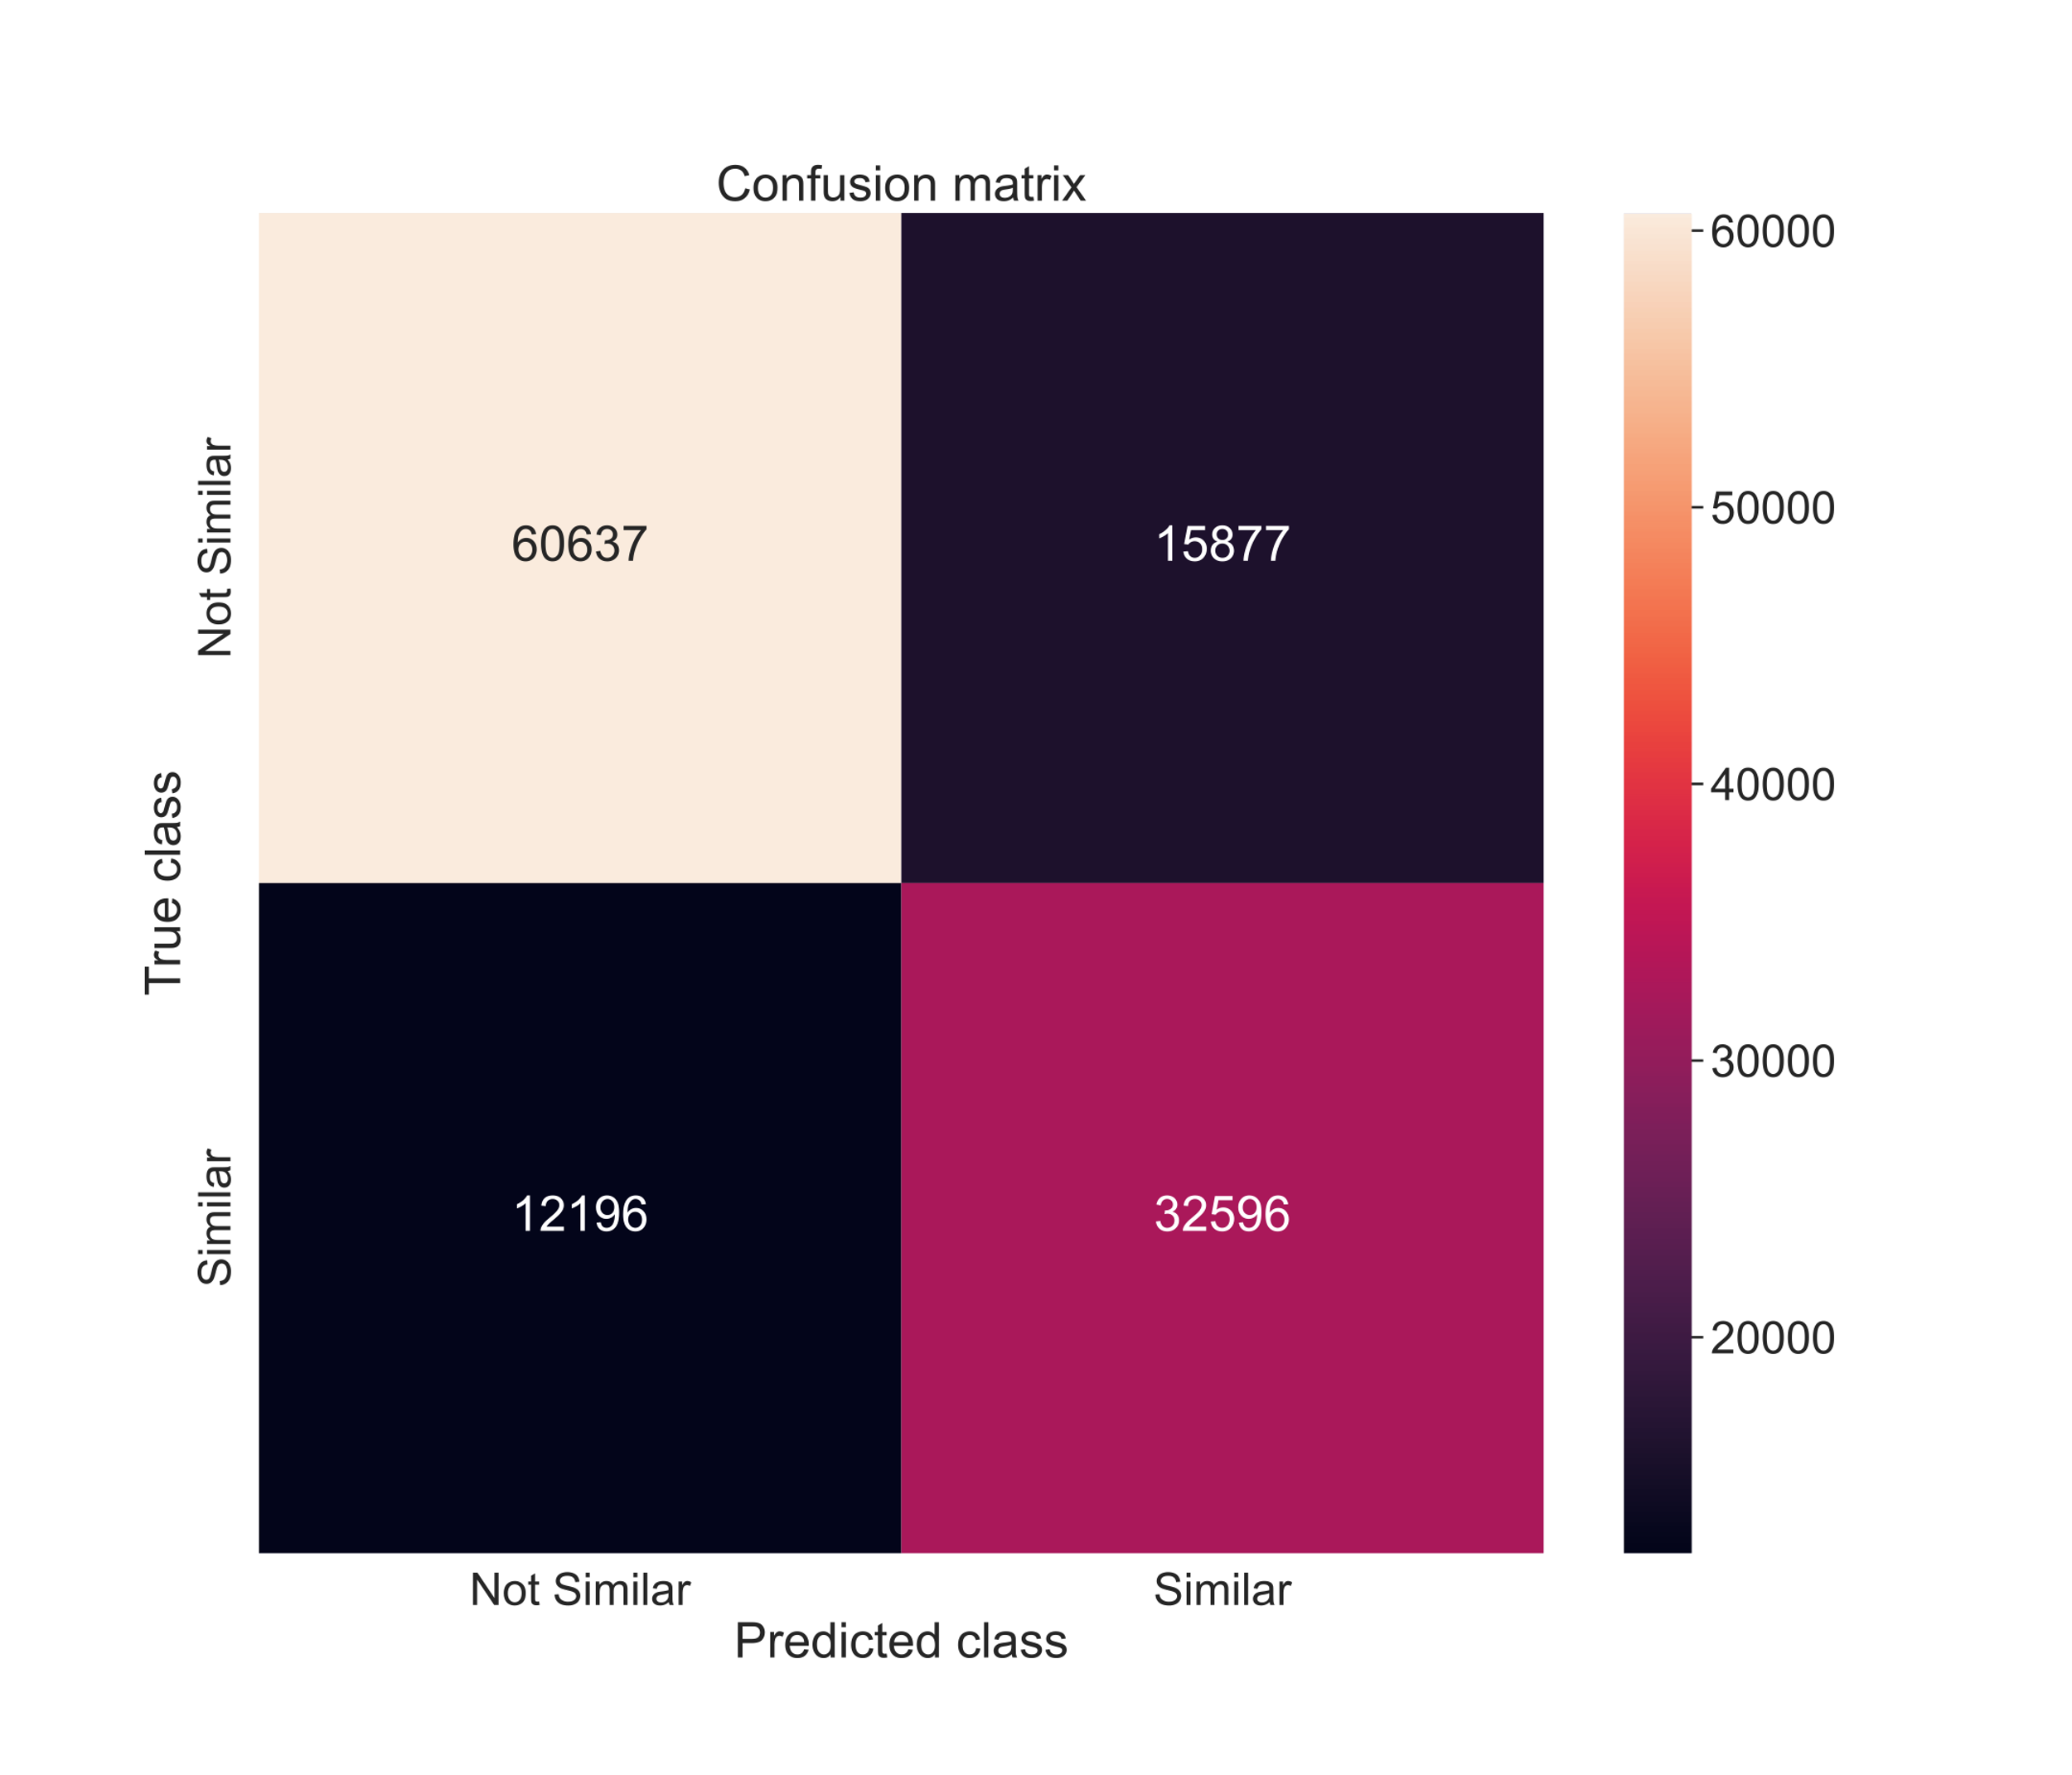 Confusion matrix
True class
Not Similar
60637
15877
Similar
12196
32596
Not Similar
Similar
Predicted class
60000
50000
40000
30000
20000